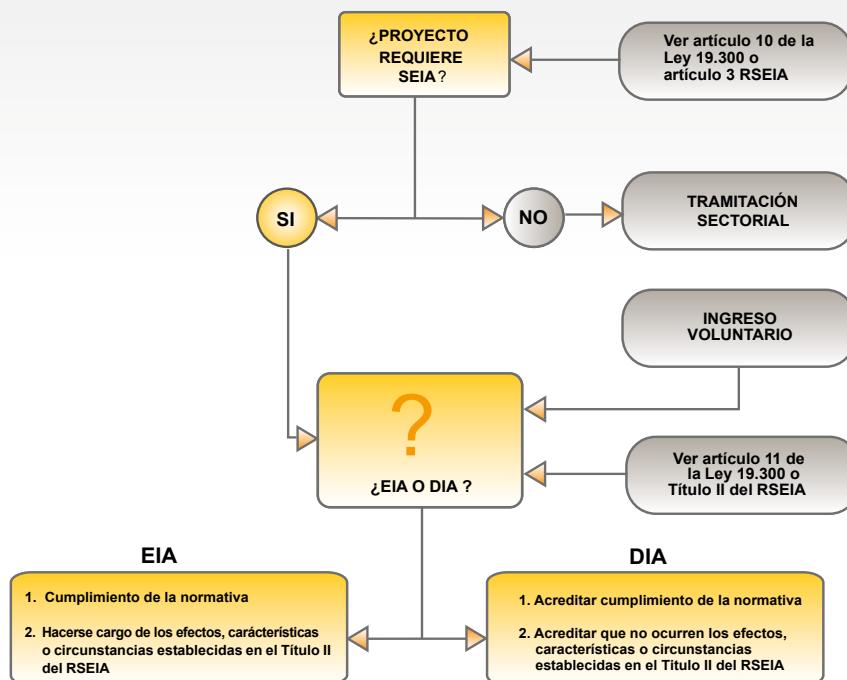 ¿PROYECTO
REQUIERE
SEIA?
Ver artículo 10 de la
Ley 19.300 o
artículo 3 RSEIA
SI
NO
TRAMITACIÓN
SECTORIAL
INGRESO
VOLUNTARIO
?
¿EIA O DIA ?
Ver artículo 11 de
la Ley 19.300 o
Título II del RSEIA
EIA
1. Cumplimiento de la normativa
2. Hacerse cargo de los efectos, carácterísticas
o circunstancias establecidas en el Título II
del RSEIA
DIA
1. Acreditar cumplimiento de la normativa
2. Acreditar que no ocurren los efectos,
características o circunstancias
establecidas en el Titulo II del RSEIA